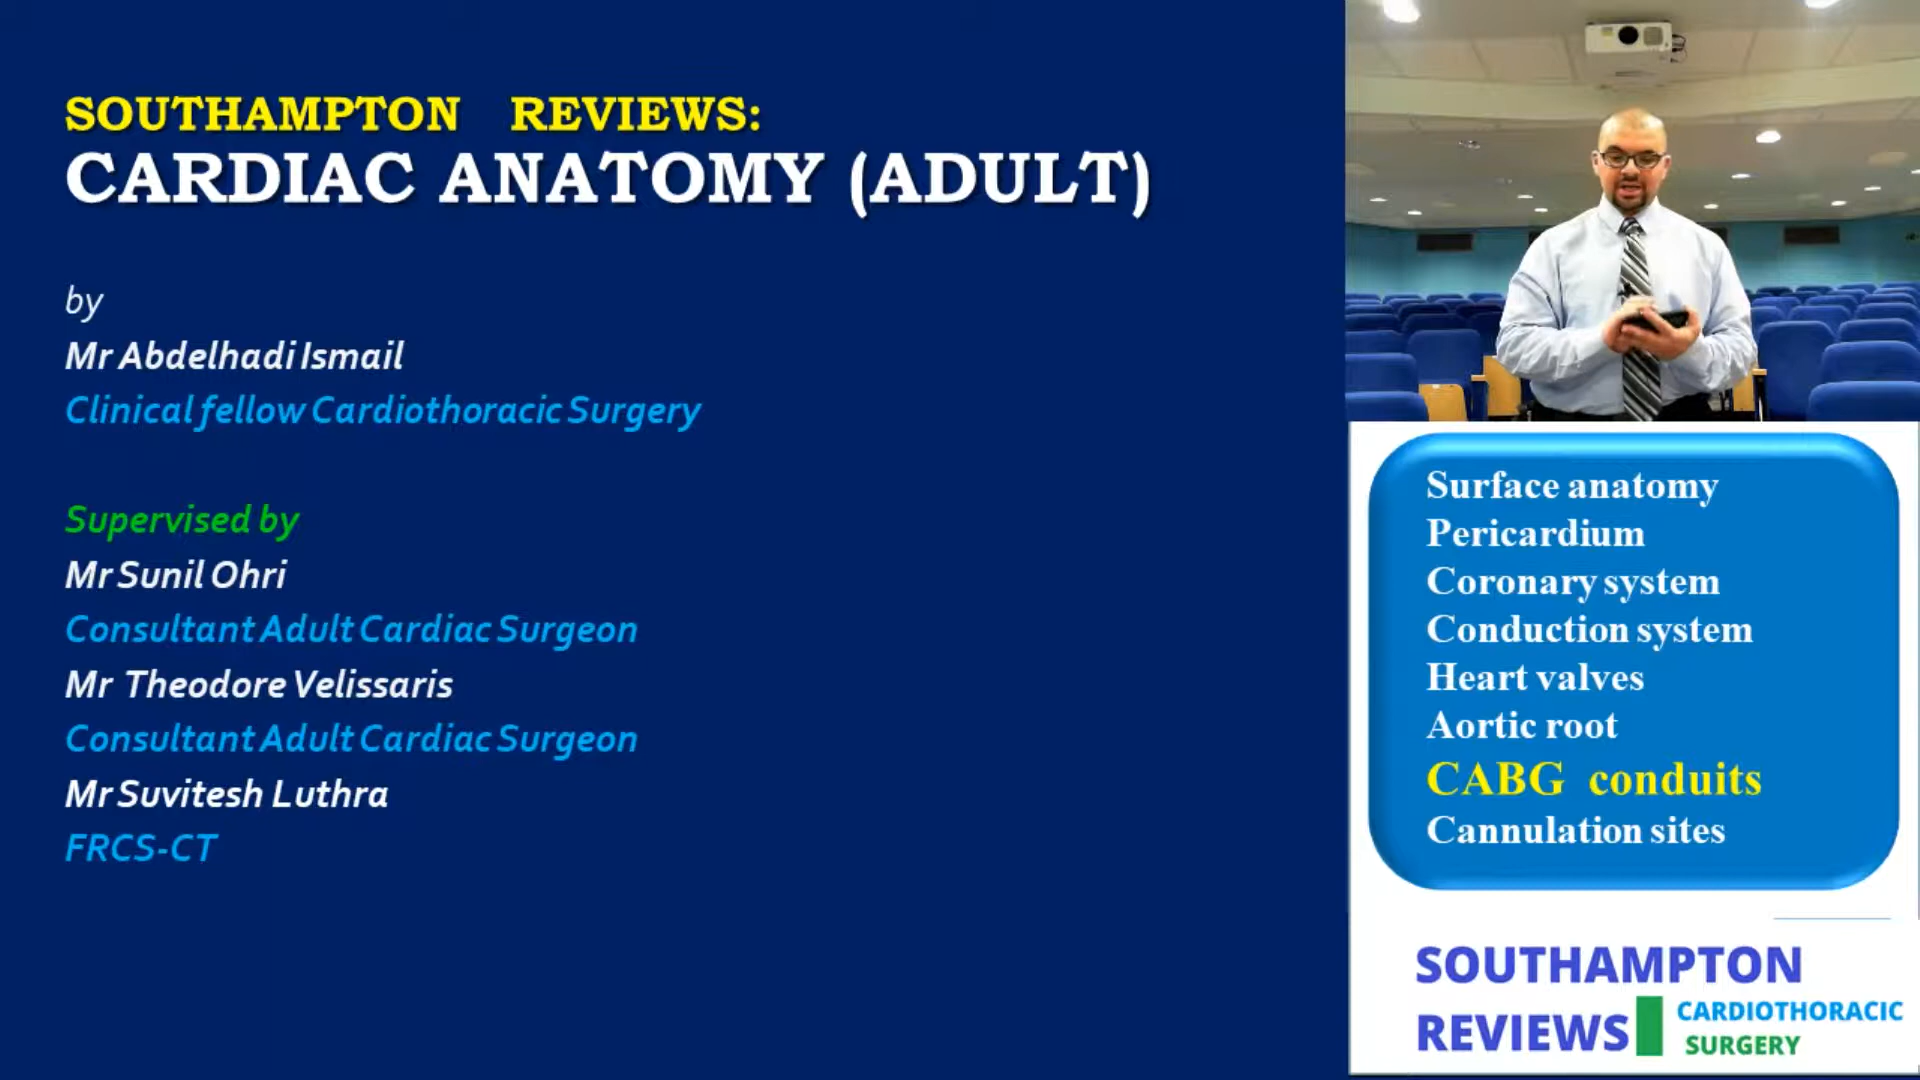 SOUTHAMPTON REVIEWS:
CARDIAC ANATOMY (ADULT)
by
Mr Abdelhadi Ismail
Clinical fellow Cardiothoracic Surgery
Supervised by
Mr Sunil Ohri
Consultant Adult Cardiac Surgeon
Mr Theodore Velissaris
Consultant Adult Cardiac Surgeon
Mr Suvitesh Luthra
FRCS-CT
Surface anatomy
Pericardium
Coronary system
Conduction system
Heart valves
Aortic root
CABG conduits
Cannulation sites
SOUTHAMPTON
REVIEWS
CARDIOTHORACIC
SURGERY